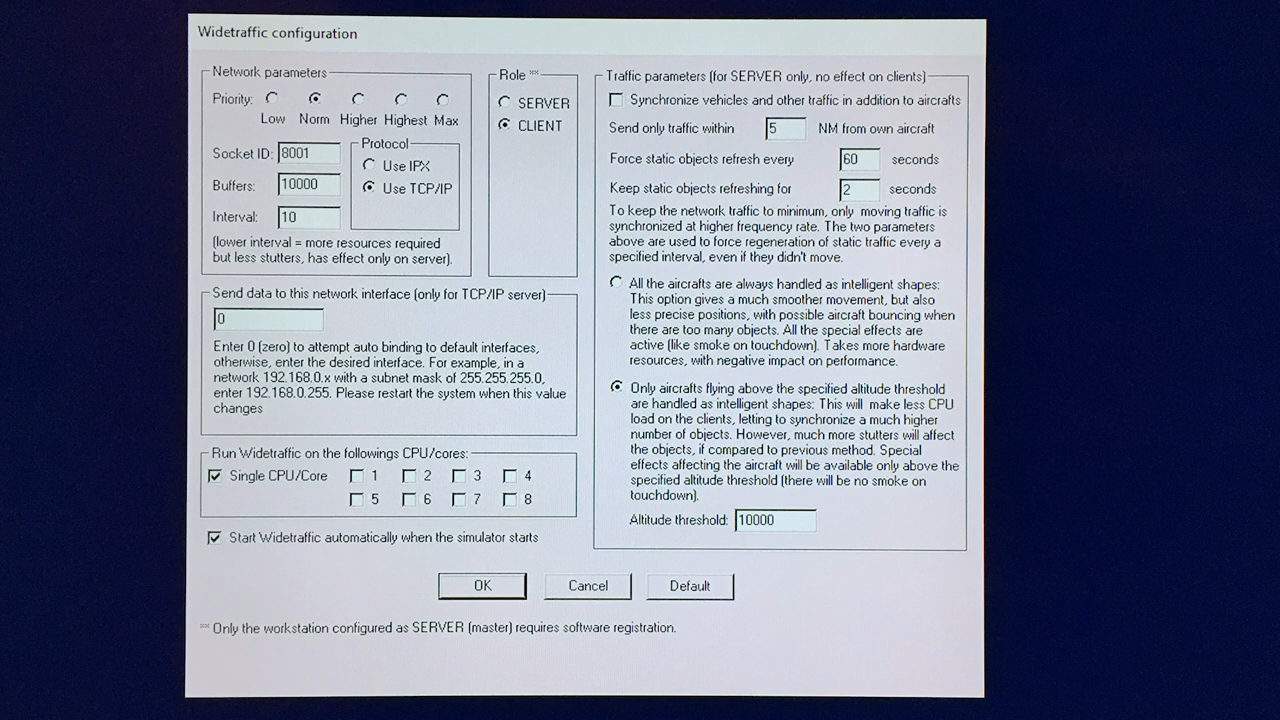 Widetraffic configuration
Network parameters
Priority:
Low Norm Higher Highest Max
Socket ID: 8001
Buffers: 10000
Interval: 10
Protocol
Use IPX
Use TCP/IP
(lower interval = more resources required
but less stutters, has effect only on server).
Role **
SERVER
CLIENT
Send data to this network interface (only for TCP/IP server)
0
Enter 0 (zero) to attempt auto binding to default interfaces,
otherwise, enter the desired interface. For example, in a
network 192.168.0.x with a subnet mask of 255.255.255.0,
enter 192.168.0.255. Please restart the system when this value
changes
Run Widetraffic on the followings CPU/cores:
Single CPU/Core 1 2 3 4
5 6 7 8
Start Widetraffic automatically when the simulator starts
Traffic parameters (for SERVER only, no effect on clients)
Synchronize vehicles and other traffic in addition to aircrafts
Send only traffic within 5 NM from own aircraft
Force static objects refresh every 60 seconds
Keep static objects refreshing for 2 seconds
To keep the network traffic to minimum, only moving traffic is
synchronized at higher frequency rate. The two parameters
above are used to force regeneration of static traffic every a
specified interval, even if they didn't move.
All the aircrafts are always handled as intelligent shapes:
This option gives a much smoother movement, but also
less precise positions, with possible aircraft bouncing when
there are too many objects. All the special effects are
active (like smoke on touchdown). Takes more hardware
resources, with negative impact on performance.
Only aircrafts flying above the specified altitude threshold
are handled as intelligent shapes: This will make less CPU
load on the clients, letting to synchronize a much higher
number of objects. However, much more stutters will affect
the objects, if compared to previous method. Special
effects affecting the aircraft will be available only above the
specified altitude threshold (there will be no smoke on
touchdown).
Altitude threshold: 10000
OK Cancel Default
** Only the workstation configured as SERVER (master) requires software registration.